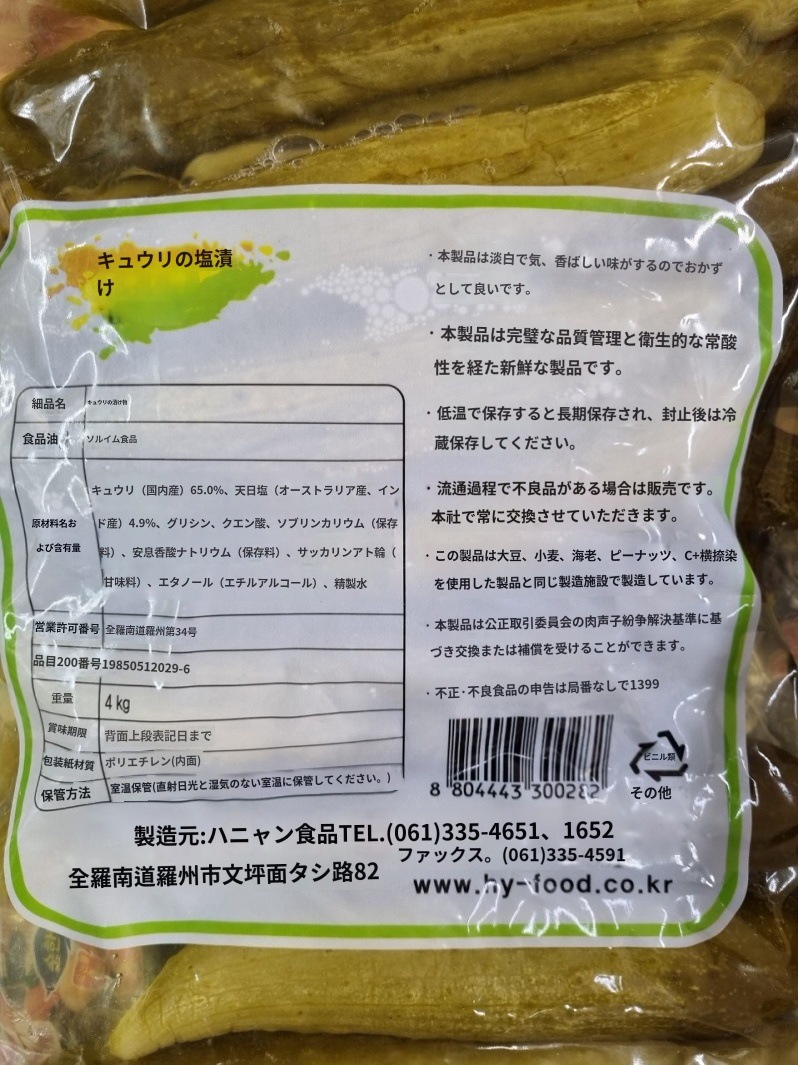 キュウリの塩漬
け
・本製品は淡白で気、香ばしい味がするのでおかず
として良いです。
・本製品は完璧な品質管理と衛生的な常酸
性を経た新鮮な製品です。
・低温で保存すると長期保存され、封止後は冷
蔵保存してください。
・流通過程で不良品がある場合は販売です。
本社で常に交換させていただきます。
・この製品は大豆、小麦、海老、ピーナッツ、C+横捺染
を使用した製品と同じ製造施設で製造しています。
・本製品は公正取引委員会の肉声子紛争解決基準に基
づき交換または補償を受けることができます。
・不正·不良食品の申告は局番なしで1399
細品名 キュウリの漬け物
食品油 ソルイム食品
原材料名お
よび含有量
キュウリ（国内産）65.0%、天日塩（オーストラリア産、イン
ド産）4.9%、グリシン、クエン酸、ソブリンカリウム（保存
料）、安息香酸ナトリウム（保存料）、サッカリンアト輪（
甘味料）、エタノール（エチルアルコール）、精製水
営業許可番号 全羅南道羅州第34号
品目200番号19850512029-6
重量 4 kg
賞味期限 背面上段表記日まで
包装紙材質 ポリエチレン(内面)
保管方法 室温保管(直射日光と湿気のない室温に保管してください。)
8 804443 300282
ビニル類
その他
製造元:ハニャン食品TEL.(061)335-4651、1652
ファックス。(061)335-4591
全羅南道羅州市文坪面タシ路82
www.hy-food.co.kr